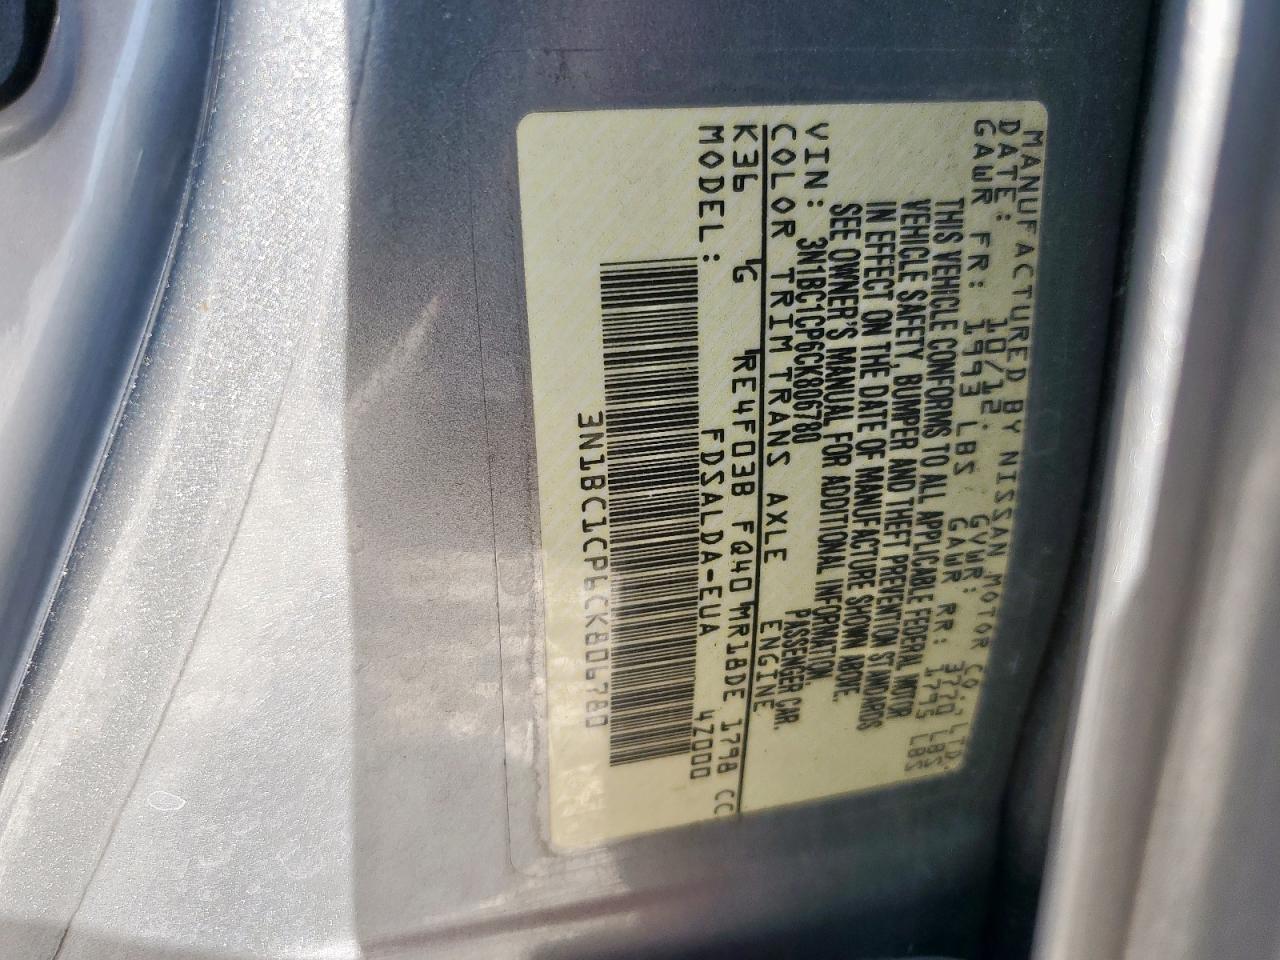 MANUFACTURED BY NISSAN MOTOR CO., LTD.
DATE: 10/12. GVWR: 3770 LBS
GAWR FR: 1993 LBS GAWR RR: 1795 LBS
THIS VEHICLE CONFORMS TO ALL APPLICABLE FEDERAL MOTOR
VEHICLE SAFETY, BUMPER AND THEFT PREVENTION STANDARDS
IN EFFECT ON THE DATE OF MANUFACTURE SHOWN ABOVE.
SEE OWNER'S MANUAL FOR ADDITIONAL INFORMATION
VIN: 3N1BC1CP6CK806780 PASSENGER CAR.
COLOR TRIM TRANS AXLE ENGINE
K36 G RE4F03B FQ40 MR18DE 1798 CC
MODEL: FDSALDA-EUA 4Z000
3N1BC1CP6CK806780